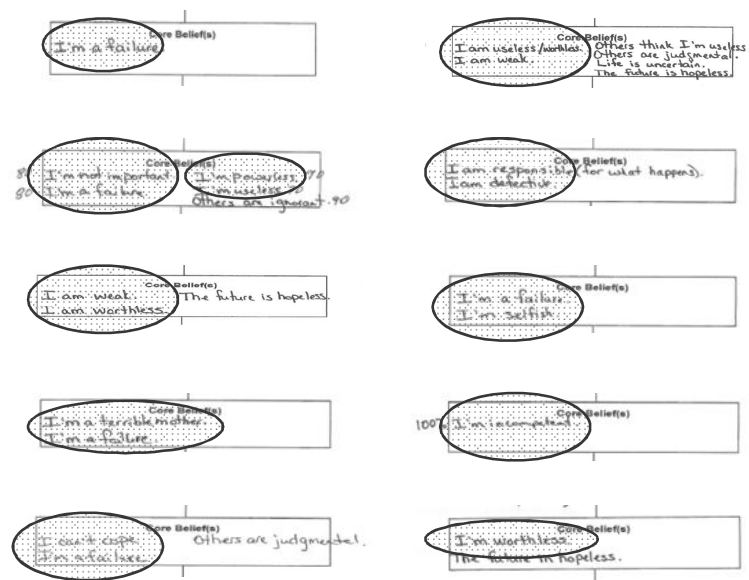 Core Belief(s)
I'm a failure
Core Belief(s)
I am useless/worthless. Others think I'm useless
I am weak. Others are judgmental.
Life is uncertain.
The future is hopeless.
Core Belief(s)
80 I'm not important I'm powerless 70
80 I'm a failure I'm useless
Others are ignorant. 90
Core Belief(s)
I am responsible (for what happens).
I am defective
Core Belief(s)
I am weak. The future is hopeless.
I am worthless.
Core Belief(s)
I'm a failure
I'm selfish
Core Belief(s)
I'm a terrible mother.
I'm a failure.
Core Belief(s)
100% I'm incompetent
Core Belief(s)
I can't cope Others are judgmental.
I'm a failure.
Core Belief(s)
I'm worthless.
The future in hopeless.